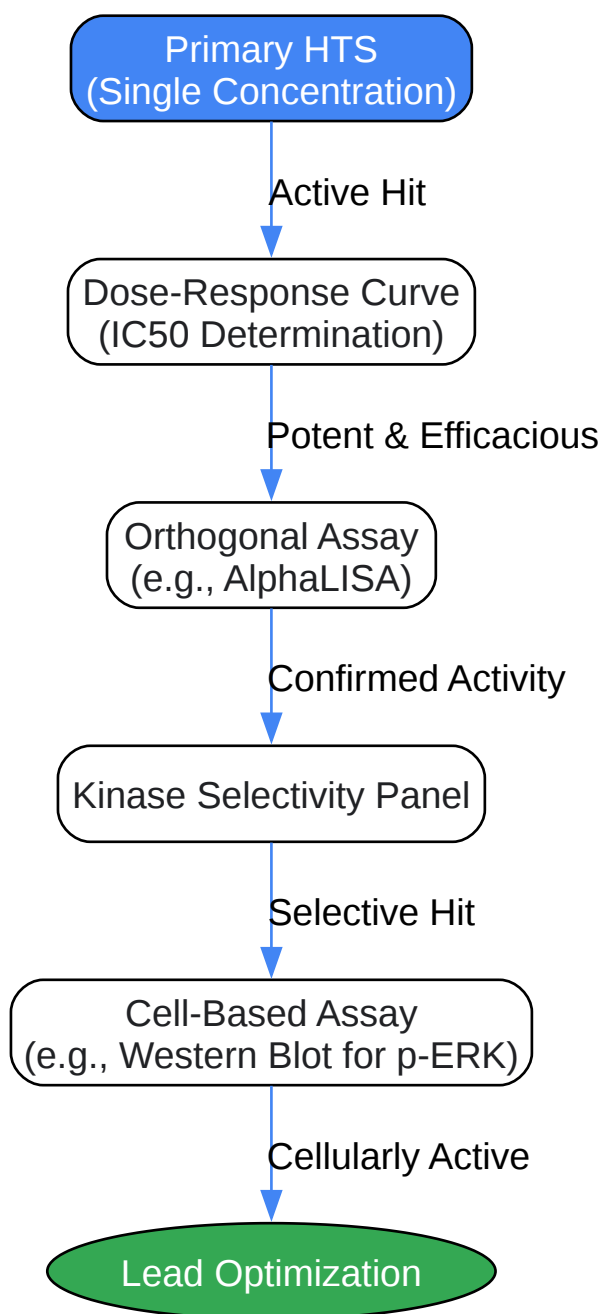 Primary HTS
(Single Concentration)
Active Hit
Dose-Response Curve
(IC50 Determination)
Potent & Efficacious
Orthogonal Assay
(e.g., AlphaLISA)
Confirmed Activity
Kinase Selectivity Panel
Selective Hit
Cell-Based Assay
(e.g., Western Blot for p-ERK)
Cellularly Active
Lead Optimization